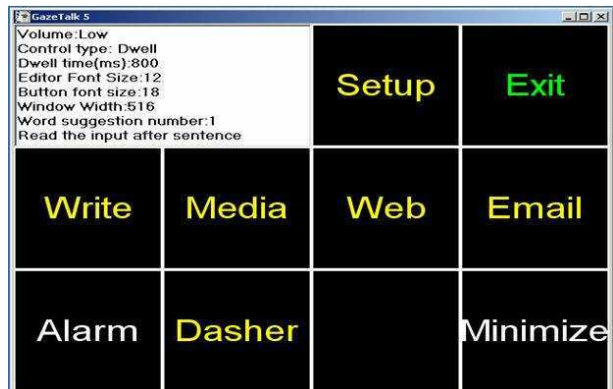 GazeTalk 5
Volume:Low
Control type: Dwell
Dwell time(ms):800
Editor Font Size:12
Button font size:18
Window Width:516
Word suggestion number:1
Read the input after sentence
Setup
Exit
Write
Media
Web
Email
Alarm
Dasher
Minimize